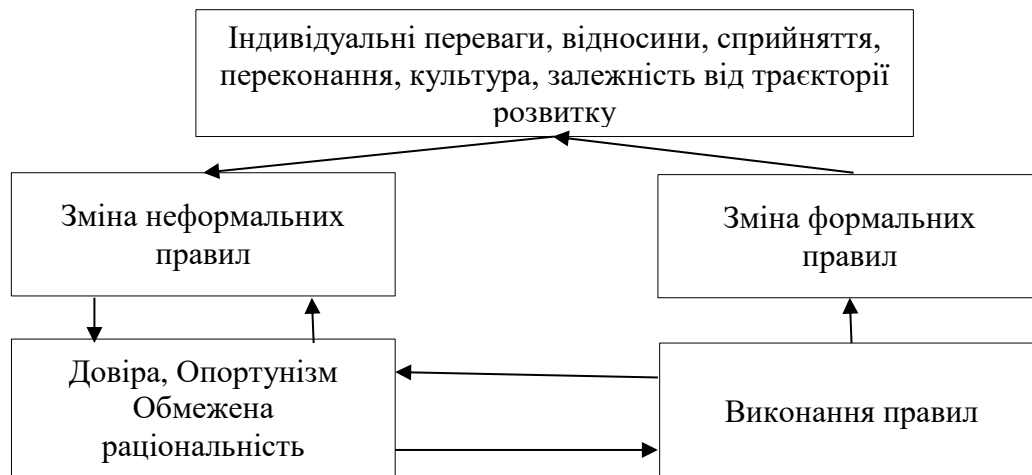 Індивідуальні переваги, відносини, сприйняття,
переконання, культура, залежність від траєкторії
розвитку
Зміна неформальних
правил
Зміна формальних
правил
Довіра, Опортунізм
Обмежена
раціональність
Виконання правил